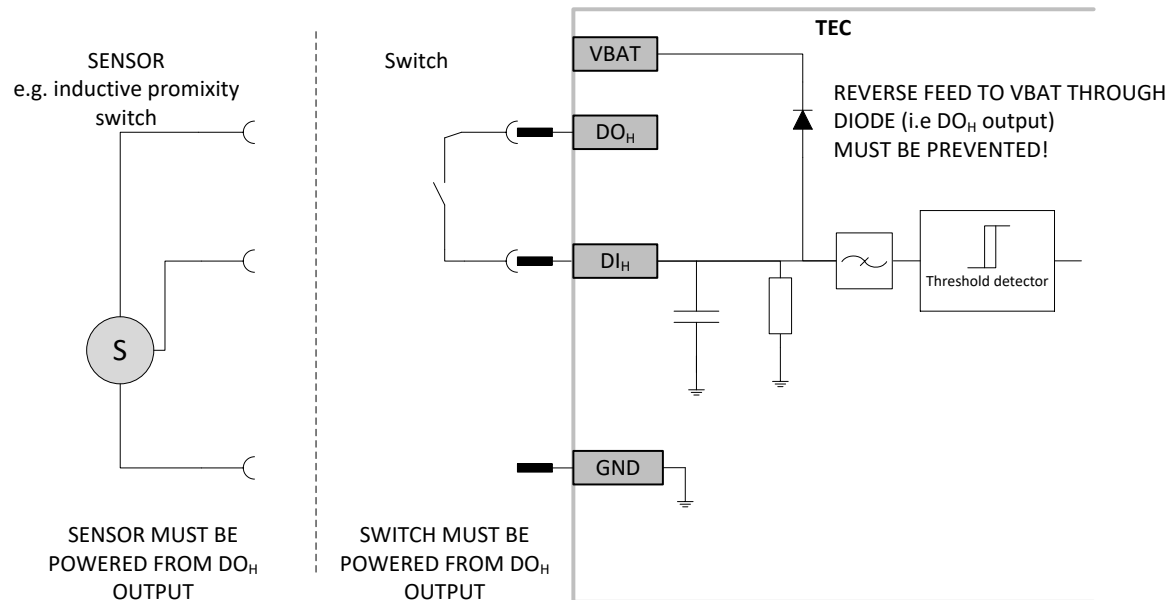 TEC
SENSOR
e.g. inductive promixity
switch
Switch
VBAT
REVERSE FEED TO VBAT THROUGH
DIODE (i.e DOH output)
MUST BE PREVENTED!
DOH
DIH
Threshold detector
S
GND
SENSOR MUST BE
POWERED FROM DOH
OUTPUT
SWITCH MUST BE
POWERED FROM DOH
OUTPUT